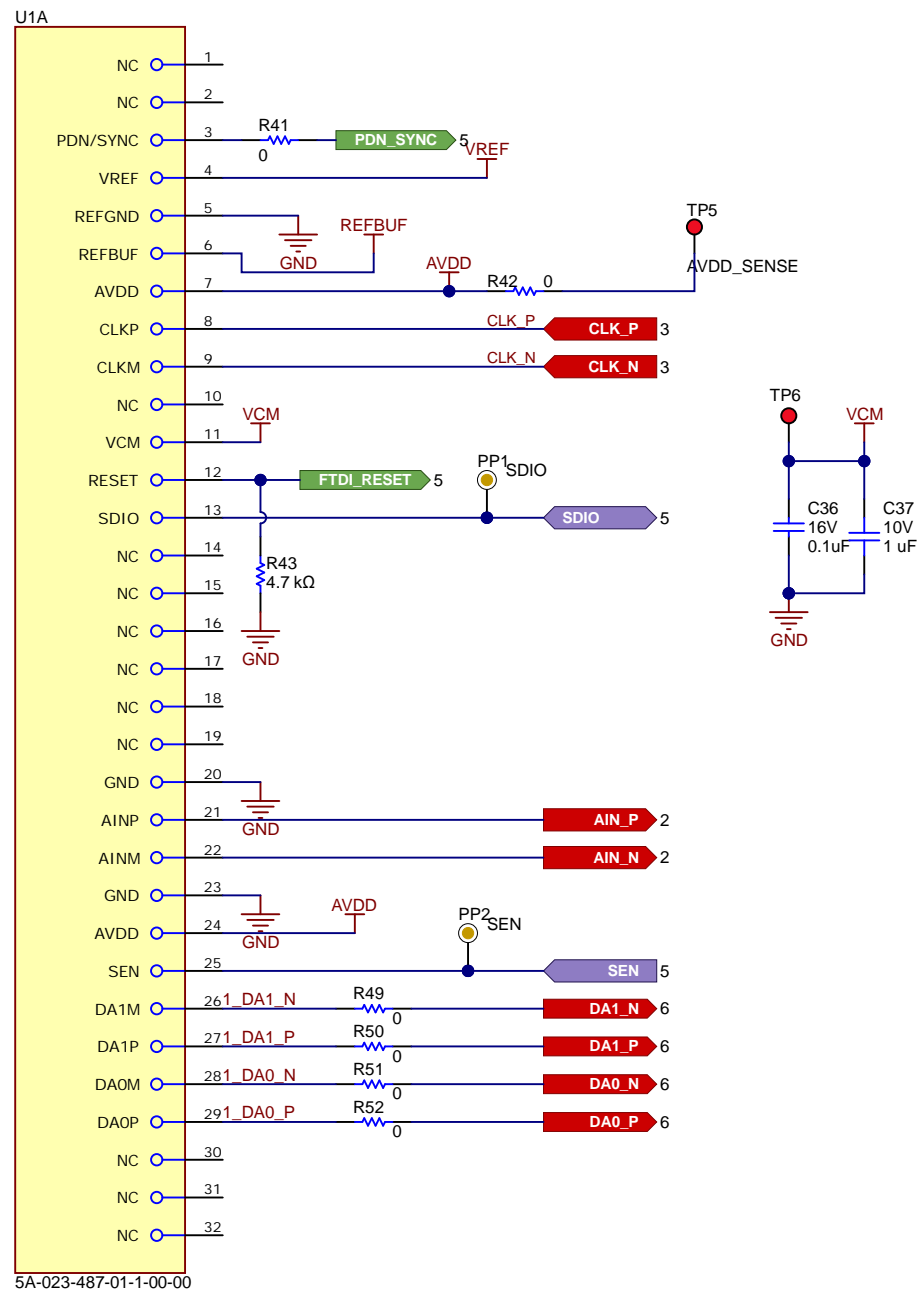 U1A
NC 1
NC 2
PDN/SYNC 3 R41 0 PDN_SYNC 5
VREF 4 VREF
REFGND 5 GND
REFBUF 6 REFBUF
AVDD 7 AVDD R42 0 TP5 AVDD_SENSE
CLKP 8 CLK_P CLK_P 3
CLKM 9 CLK_N CLK_N 3
NC 10
VCM 11 VCM
RESET 12 FTDI_RESET 5
SDIO 13 PP1 SDIO SDIO 5
NC 14
R43
4.7 kΩ
GND
NC 15
NC 16
NC 17
NC 18
NC 19
TP6 VCM
C36
16V
0.1uF
C37
10V
1 uF
GND
GND 20 GND
AINP 21 AIN_P 2
AINM 22 AIN_N 2
GND 23 GND
AVDD 24 AVDD
SEN 25 PP2 SEN SEN 5
DA1M 26 1_DA1_N R49 0 DA1_N 6
DA1P 27 1_DA1_P R50 0 DA1_P 6
DA0M 28 1_DA0_N R51 0 DA0_N 6
DA0P 29 1_DA0_P R52 0 DA0_P 6
NC 30
NC 31
NC 32
5A-023-487-01-1-00-00